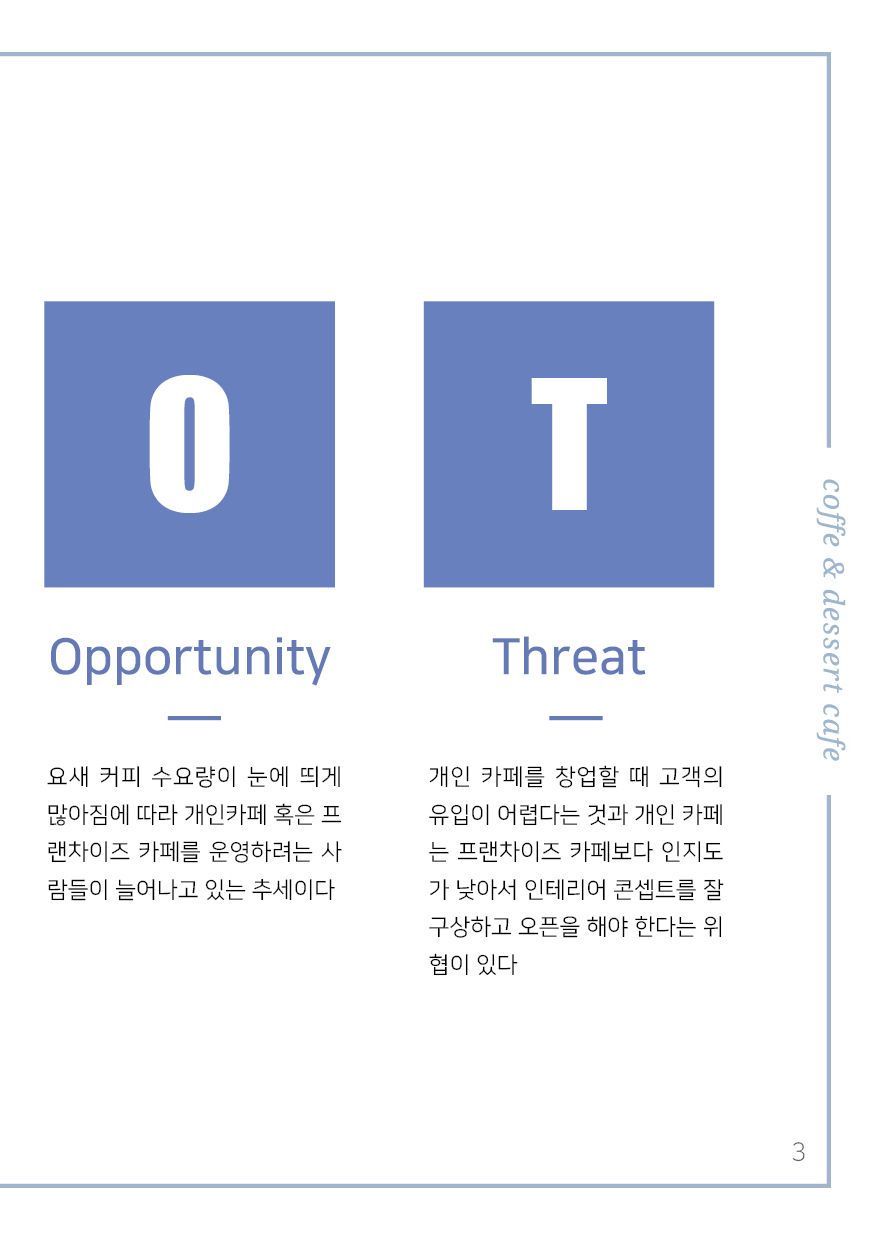 O
Opportunity
요새 커피 수요량이 눈에 띄게
많아짐에 따라 개인카페 혹은 프
랜차이즈 카페를 운영하려는 사
람들이 늘어나고 있는 추세이다
T
Threat
개인 카페를 창업할 때 고객의
유입이 어렵다는 것과 개인 카페
는 프랜차이즈 카페보다 인지도
가 낮아서 인테리어 콘셉트를 잘
구상하고 오픈을 해야 한다는 위
협이 있다
coffe & dessert cafe
3